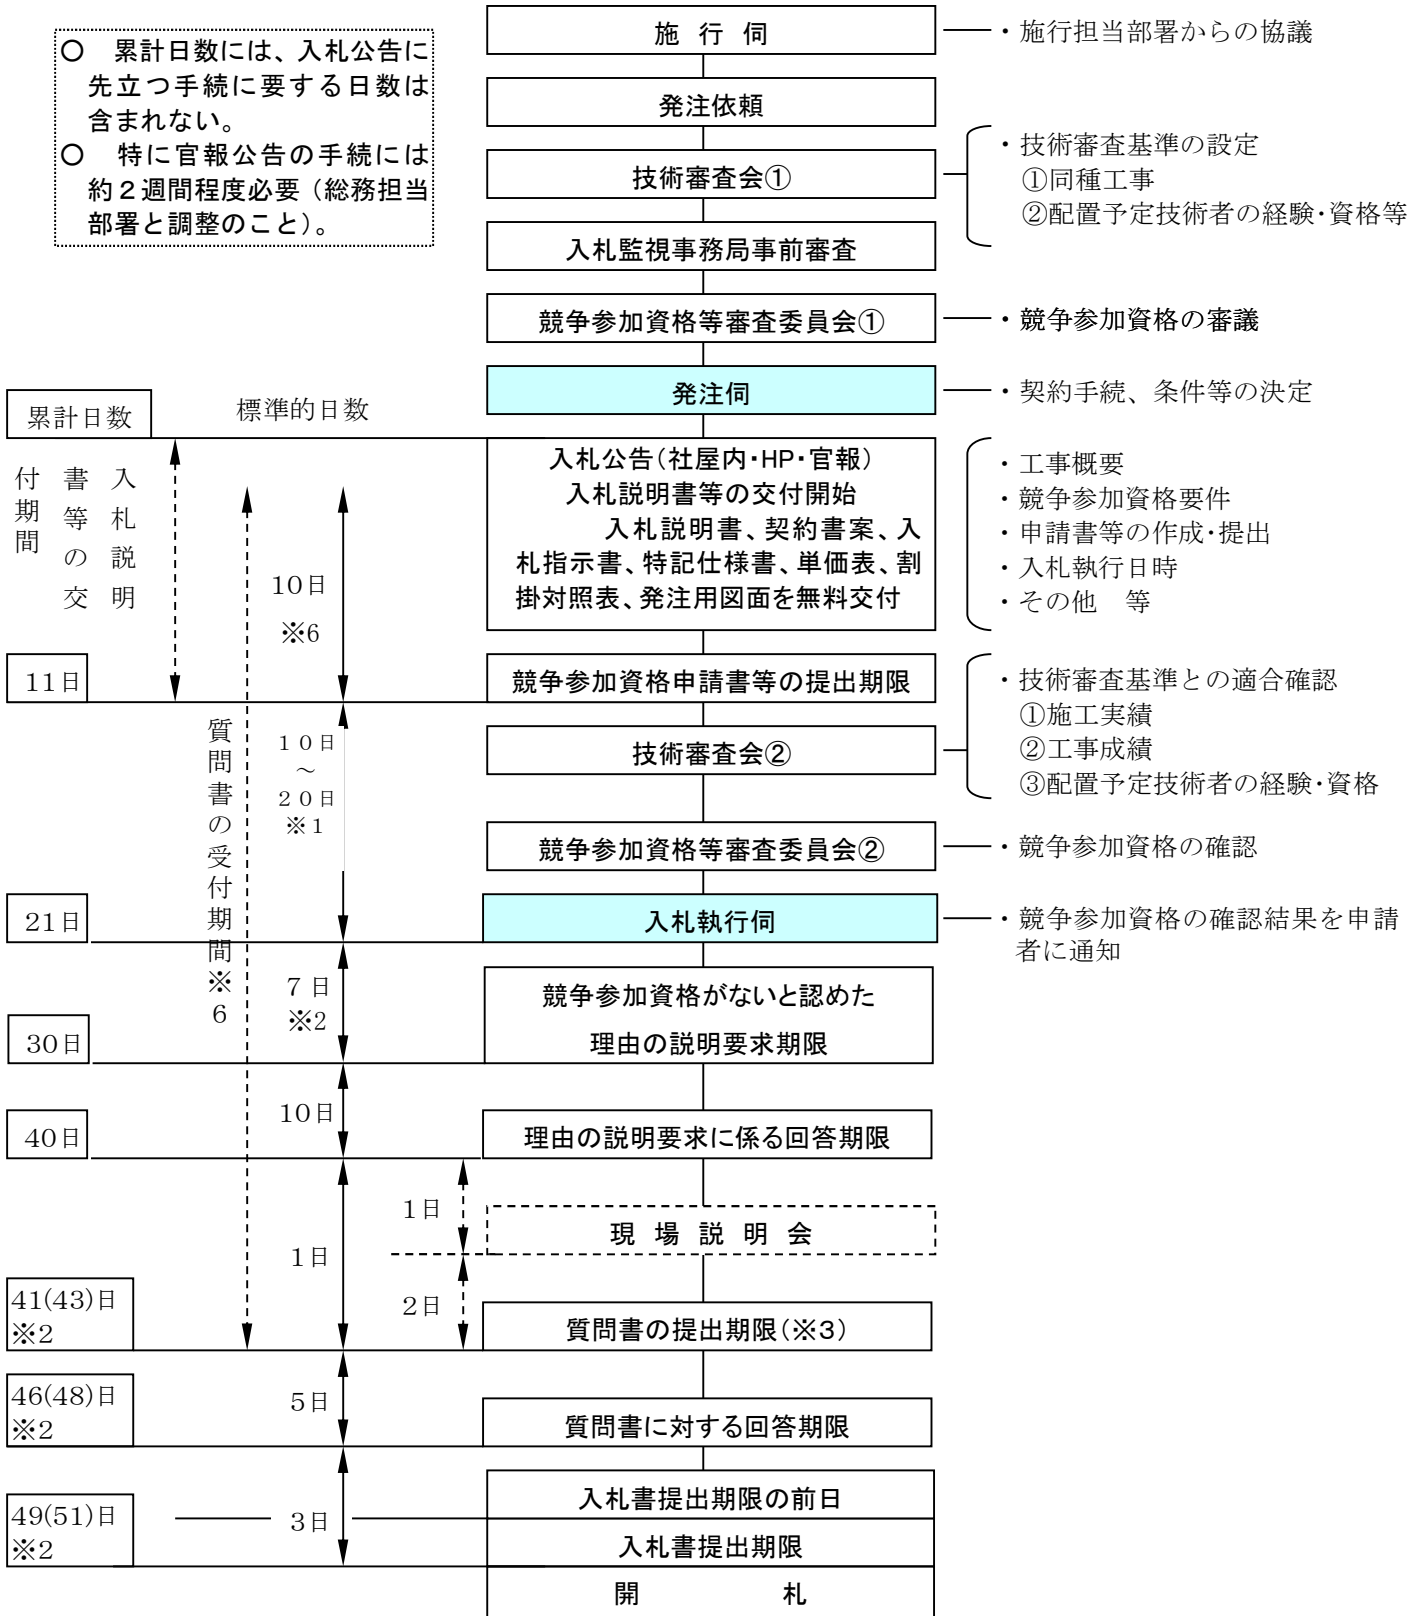 施 行 伺
・施行担当部署からの協議
○　累計日数には、入札公告に
先立つ手続に要する日数は
含まれない。
○　特に官報公告の手続には
約２週間程度必要（総務担当
部署と調整のこと）。
発注依頼
技術審査会①
・技術審査基準の設定
①同種工事
②配置予定技術者の経験・資格等
入札監視事務局事前審査
競争参加資格等審査委員会①
・競争参加資格の審議
発注伺
・契約手続、条件等の決定
累計日数
標準的日数
入札説明
書等の交
付期間
入札公告（社屋内・HP・官報）
入札説明書等の交付開始
入札説明書、契約書案、入
札指示書、特記仕様書、単価表、割
掛対照表、発注用図面を無料交付
・工事概要
・競争参加資格要件
・申請書等の作成・提出
・入札執行日時
・その他　等
10日
※6
11日
競争参加資格申請書等の提出期限
・技術審査基準との適合確認
①施工実績
②工事成績
③配置予定技術者の経験・資格
質問書の受付期間※6
１０日
～
２０日
※１
技術審査会②
競争参加資格等審査委員会②
・競争参加資格の確認
21日
入札執行伺
・競争参加資格の確認結果を申請
者に通知
７日
※2
競争参加資格がないと認めた
理由の説明要求期限
30日
10日
40日
理由の説明要求に係る回答期限
1日
現 場 説 明 会
1日
2日
41(43)日
※2
質問書の提出期限（※３）
46(48)日
※2
5日
質問書に対する回答期限
入札書提出期限の前日
49(51)日
※2
3日
入札書提出期限
開　　　札